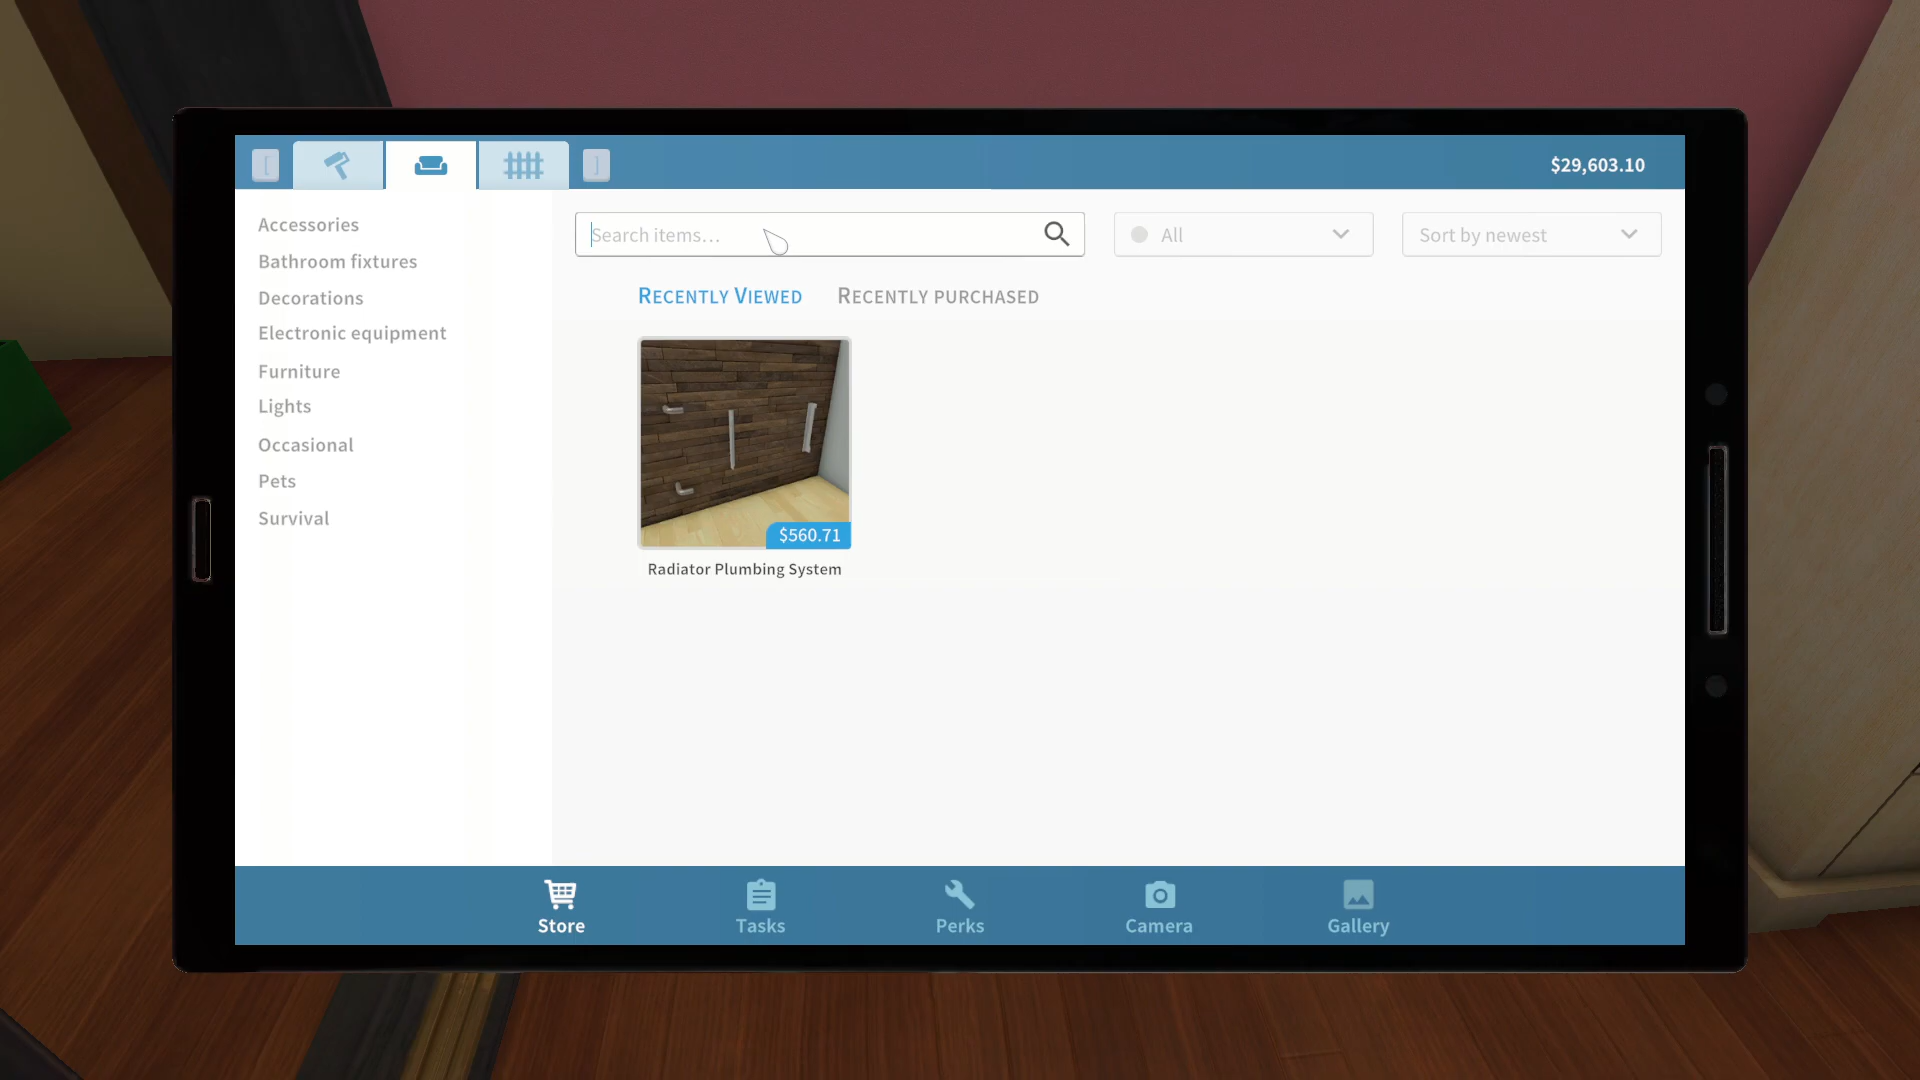 [
]
$29,603.10
Accessories
Bathroom fixtures
Decorations
Electronic equipment
Furniture
Lights
Occasional
Pets
Survival
Search items...
All
Sort by newest
RECENTLY VIEWED
RECENTLY PURCHASED
$560.71
Radiator Plumbing System
Store
Tasks
Perks
Camera
Gallery